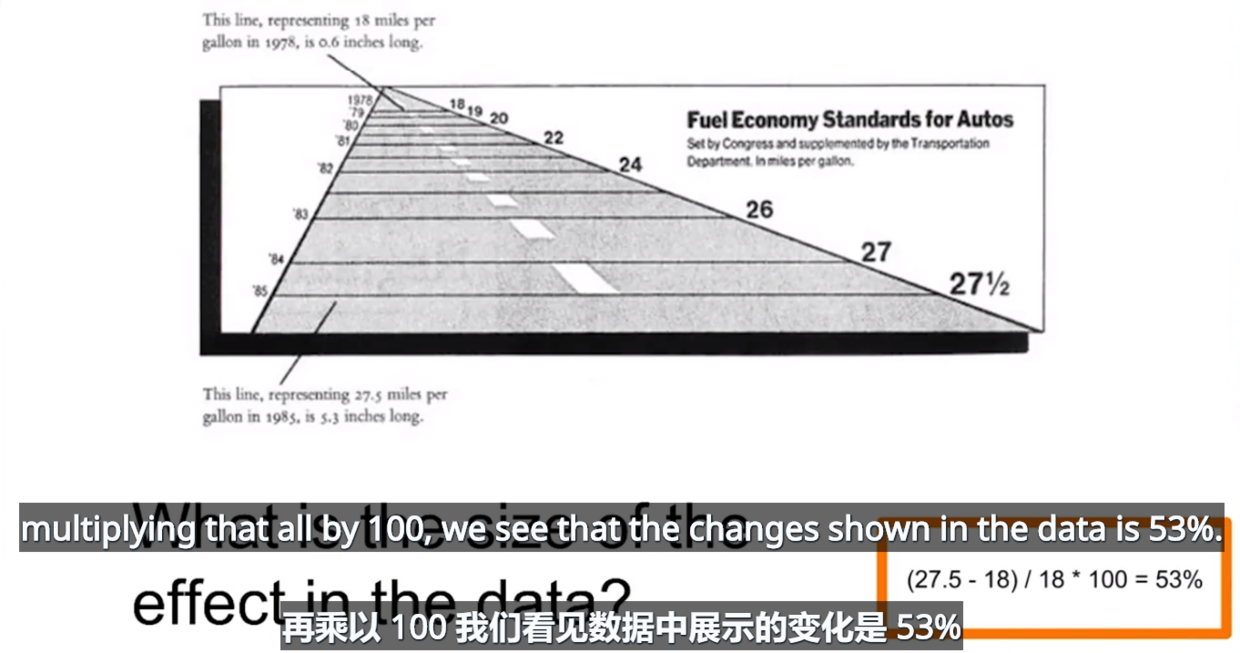 This line, representing 18 miles per
gallon in 1978, is 0.6 inches long.
1978
'79
'80
'81
'82
'83
'84
'85
18
19
20
22
24
26
27
27½
Fuel Economy Standards for Autos
Set by Congress and supplemented by the Transportation
Department. In miles per gallon.
This line, representing 27.5 miles per
gallon in 1985, is 5.3 inches long.
What is the size of the
effect in the data?
multiplying that all by 100, we see that the changes shown in the data is 53%.
(27.5 - 18) / 18 * 100 = 53%
再乘以 100 我们看见数据中展示的变化是 53%